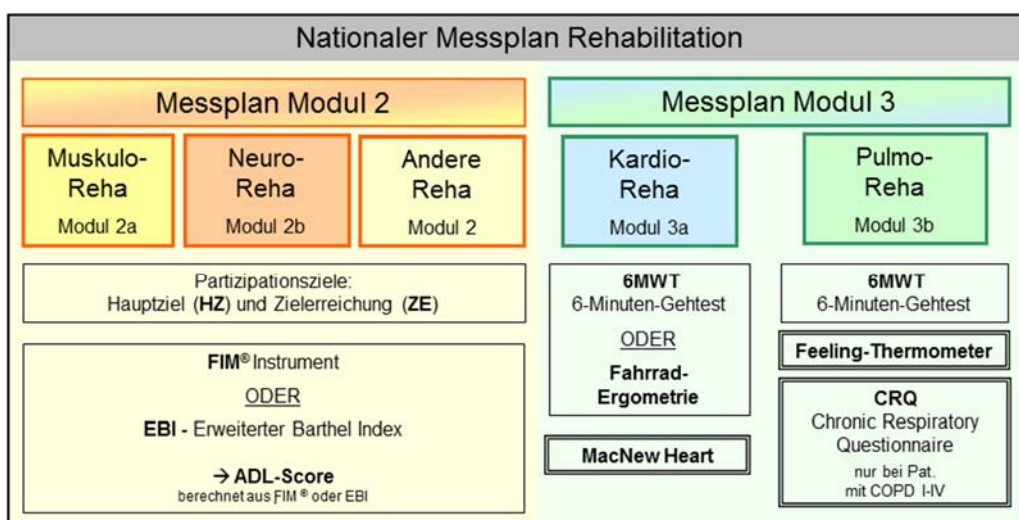 Nationaler Messplan Rehabilitation
Messplan Modul 2
Muskulo-
Reha
Modul 2a
Neuro-
Reha
Modul 2b
Andere
Reha
Modul 2
Partizipationsziele:
Hauptziel (HZ) und Zielerreichung (ZE)
FIM® Instrument
ODER
EBI - Erweiterter Barthel Index
→ ADL-Score
berechnet aus FIM ® oder EBI
Messplan Modul 3
Kardio-
Reha
Modul 3a
Pulmo-
Reha
Modul 3b
6MWT
6-Minuten-Gehtest
ODER
Fahrrad-
Ergometrie
MacNew Heart
6MWT
6-Minuten-Gehtest
Feeling-Thermometer
CRQ
Chronic Respiratory
Questionnaire
nur bei Pat.
mit COPD I-IV